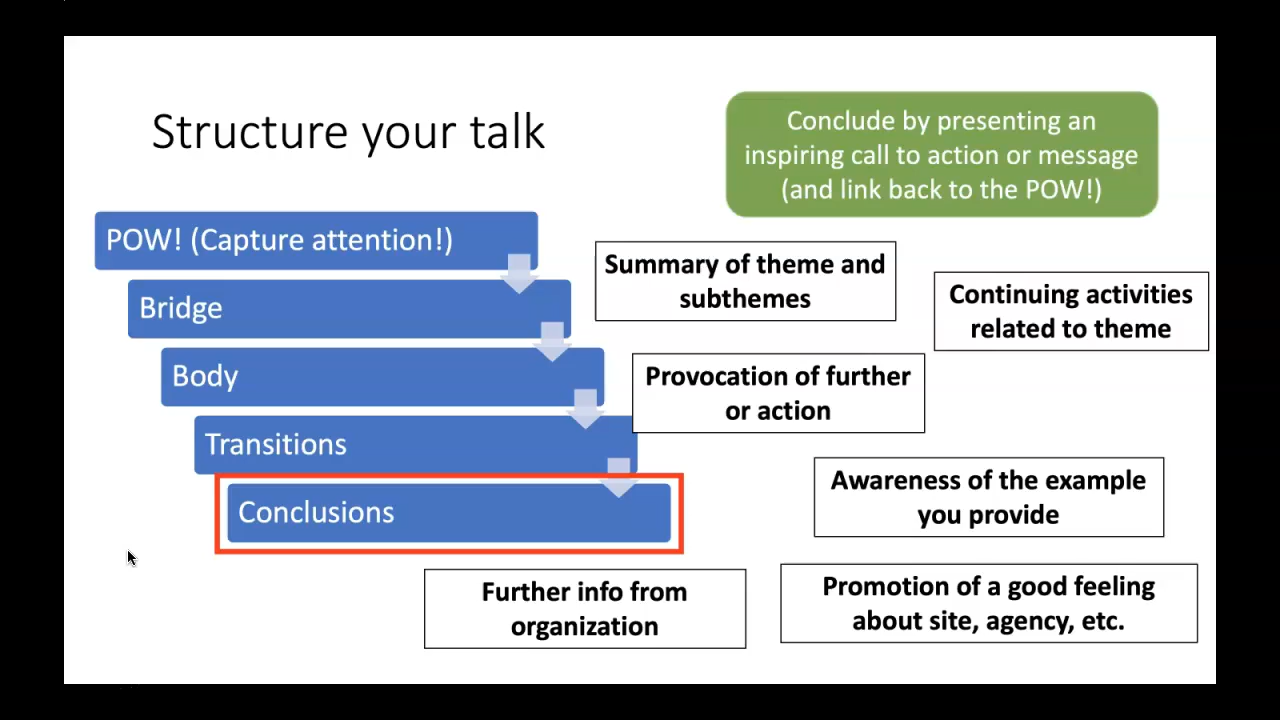 Structure your talk
Conclude by presenting an
inspiring call to action or message
(and link back to the POW!)
POW! (Capture attention!)
Bridge
Body
Transitions
Conclusions
Summary of theme and
subthemes
Continuing activities
related to theme
Provocation of further
or action
Awareness of the example
you provide
Further info from
organization
Promotion of a good feeling
about site, agency, etc.